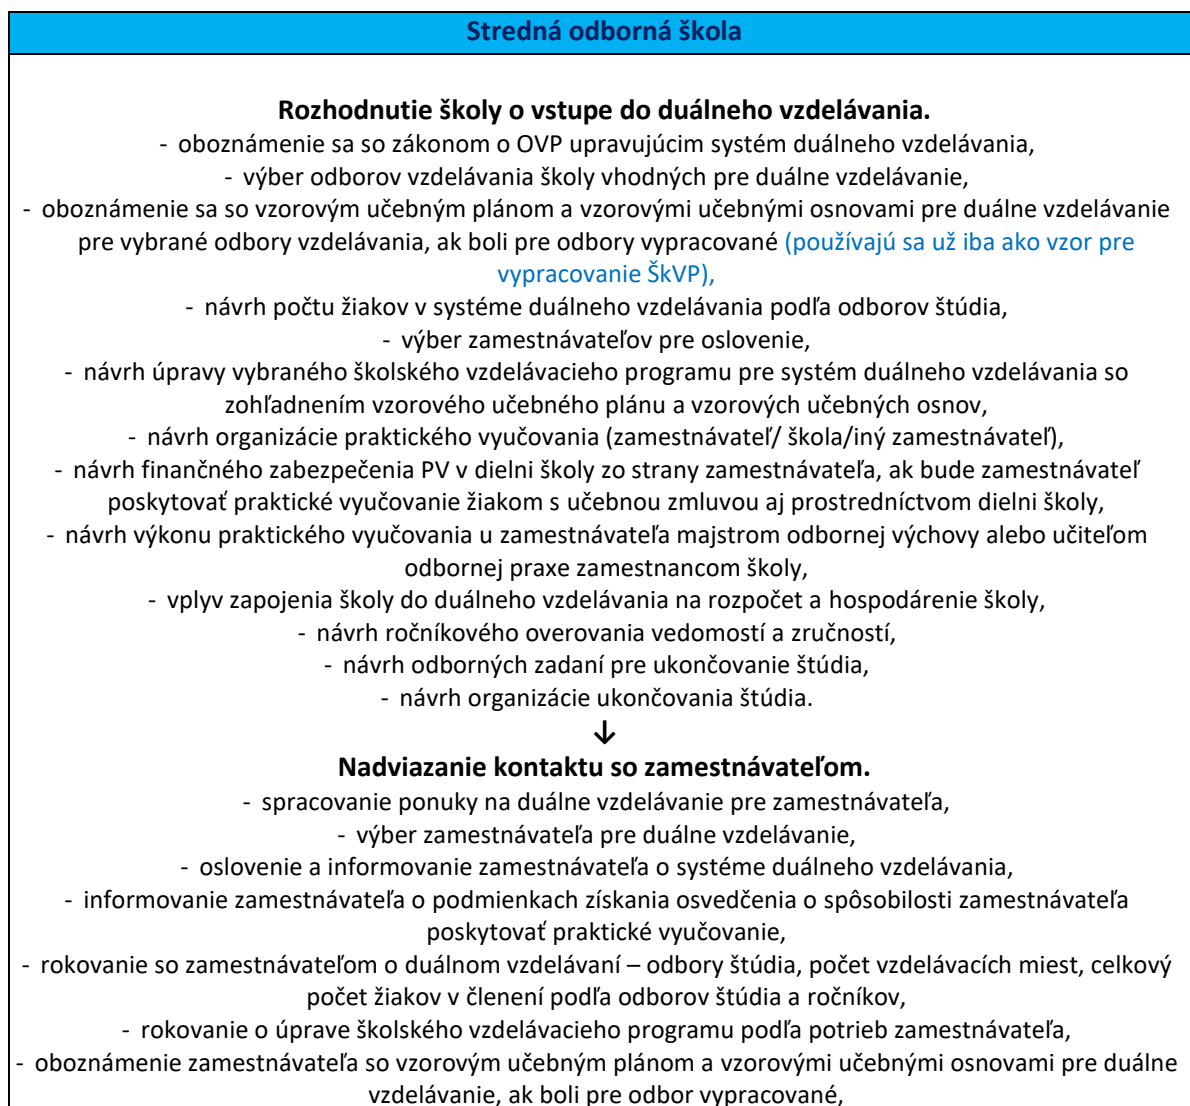 Stredná odborná škola
Rozhodnutie školy o vstupe do duálneho vzdelávania.
- oboznámenie sa so zákonom o OVP upravujúcim systém duálneho vzdelávania,
- výber odborov vzdelávania školy vhodných pre duálne vzdelávanie,
- oboznámenie sa so vzorovým učebným plánom a vzorovými učebnými osnovami pre duálne vzdelávanie
pre vybrané odbory vzdelávania, ak boli pre odbory vypracované (používajú sa už iba ako vzor pre
vypracovanie ŠkVP),
- návrh počtu žiakov v systéme duálneho vzdelávania podľa odborov štúdia,
- výber zamestnávateľov pre oslovenie,
- návrh úpravy vybraného školského vzdelávacieho programu pre systém duálneho vzdelávania so
zohľadnením vzorového učebného plánu a vzorových učebných osnov,
- návrh organizácie praktického vyučovania (zamestnávateľ/ škola/iný zamestnávateľ),
- návrh finančného zabezpečenia PV v dielni školy zo strany zamestnávateľa, ak bude zamestnávateľ
poskytovať praktické vyučovanie žiakom s učebnou zmluvou aj prostredníctvom dielni školy,
- návrh výkonu praktického vyučovania u zamestnávateľa majstrom odbornej výchovy alebo učiteľom
odbornej praxe zamestnancom školy,
- vplyv zapojenia školy do duálneho vzdelávania na rozpočet a hospodárenie školy,
- návrh ročníkového overovania vedomostí a zručností,
- návrh odborných zadaní pre ukončovanie štúdia,
- návrh organizácie ukončovania štúdia.
↓
Nadviazanie kontaktu so zamestnávateľom.
- spracovanie ponuky na duálne vzdelávanie pre zamestnávateľa,
- výber zamestnávateľa pre duálne vzdelávanie,
- oslovenie a informovanie zamestnávateľa o systéme duálneho vzdelávania,
- informovanie zamestnávateľa o podmienkach získania osvedčenia o spôsobilosti zamestnávateľa
poskytovať praktické vyučovanie,
- rokovanie so zamestnávateľom o duálnom vzdelávaní – odbory štúdia, počet vzdelávacích miest, celkový
počet žiakov v členení podľa odborov štúdia a ročníkov,
- rokovanie o úprave školského vzdelávacieho programu podľa potrieb zamestnávateľa,
- oboznámenie zamestnávateľa so vzorovým učebným plánom a vzorovými učebnými osnovami pre duálne
vzdelávanie, ak boli pre odbor vypracované,